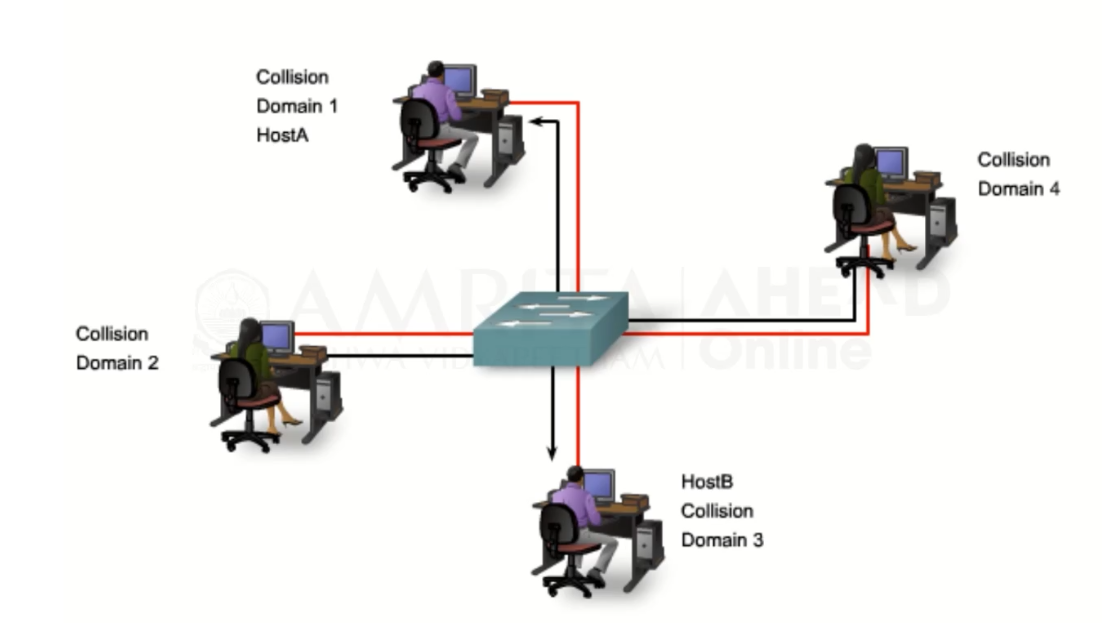 Collision
Domain 1
HostA
Collision
Domain 4
AMRITA AHEAD
VISHWA VIDYAPEETHAM Online
Collision
Domain 2
HostB
Collision
Domain 3